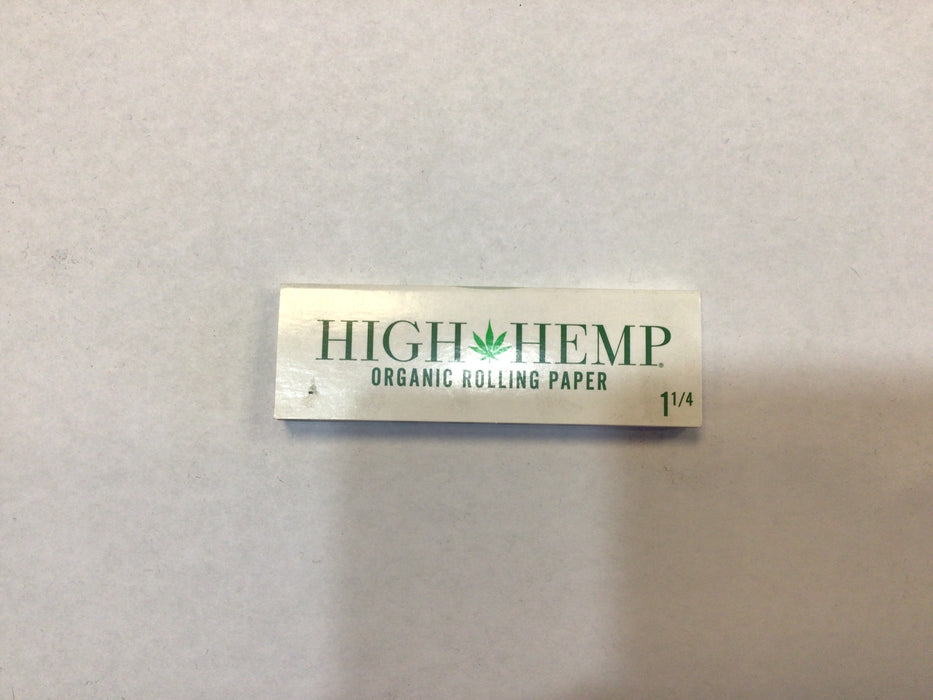 HIGH HEMP®
ORGANIC ROLLING PAPER
1 1/4